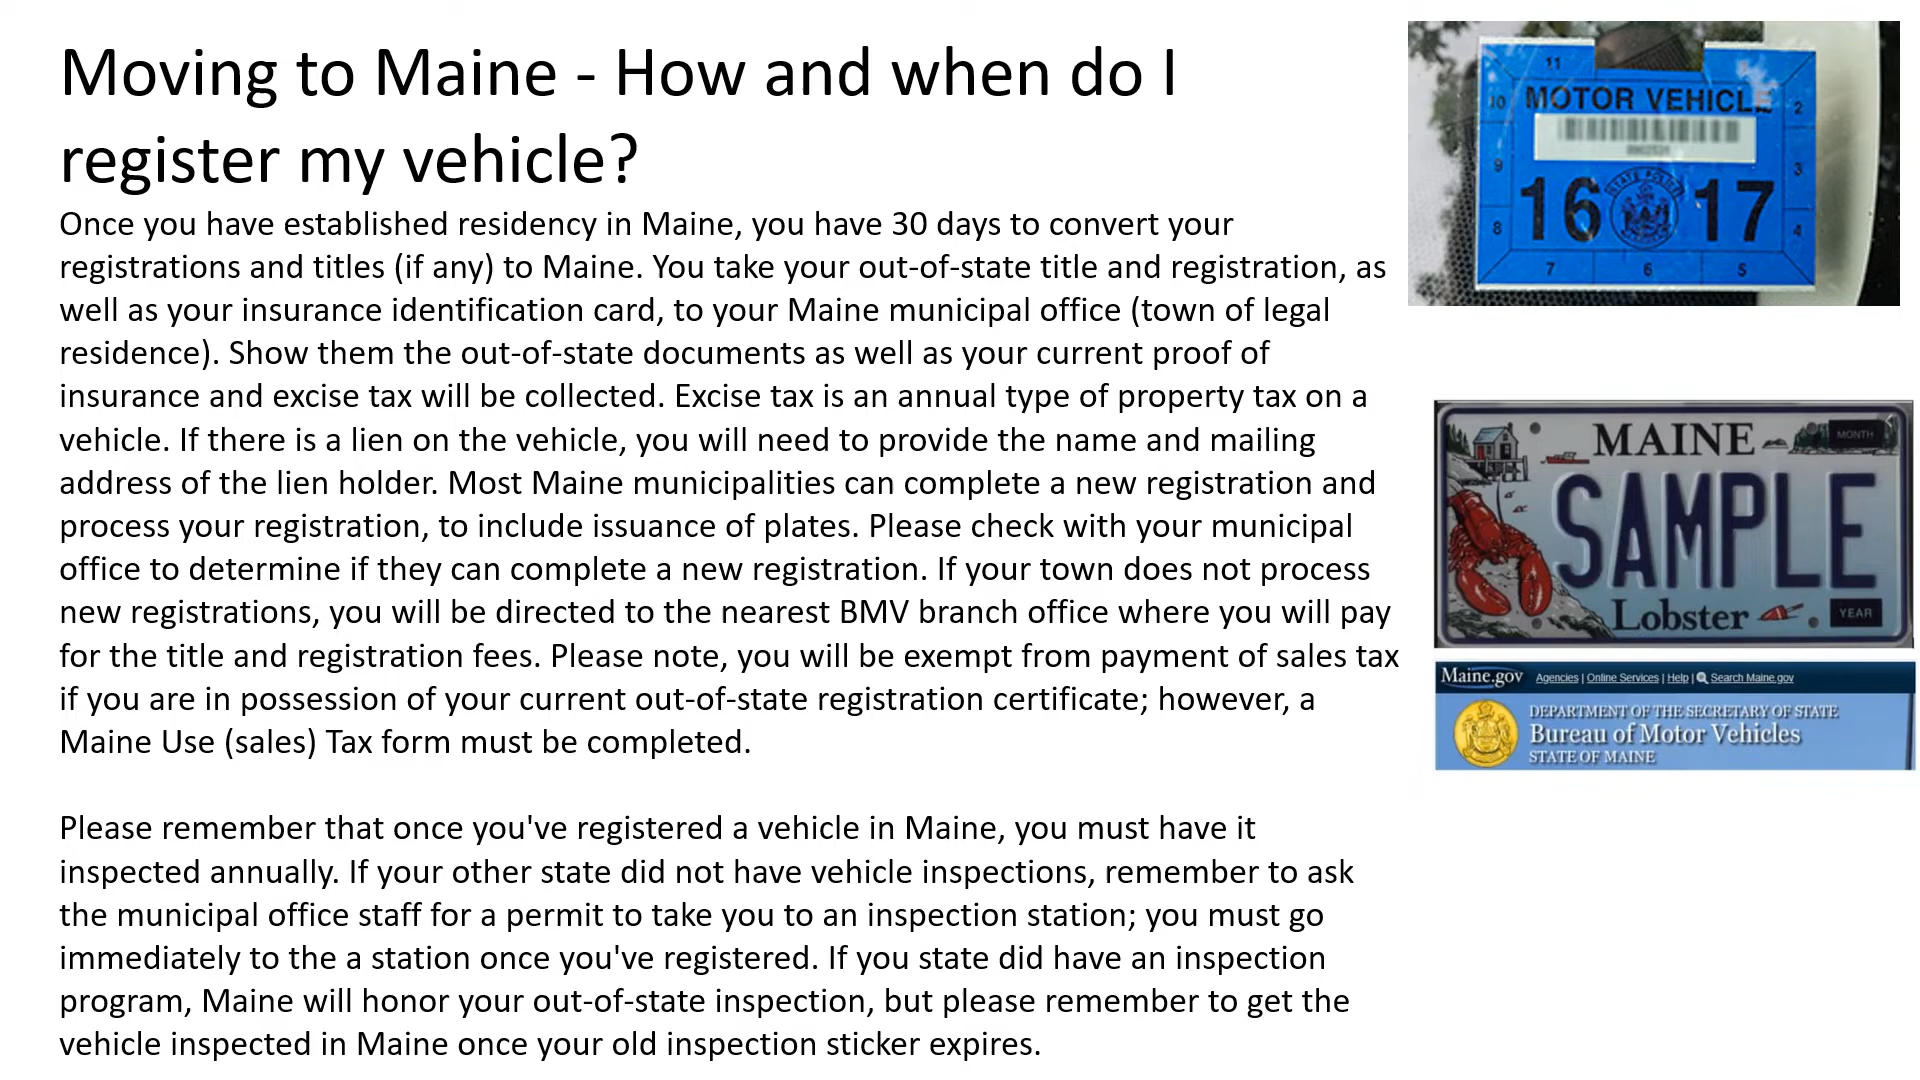 Moving to Maine - How and when do I
register my vehicle?
Once you have established residency in Maine, you have 30 days to convert your
registrations and titles (if any) to Maine. You take your out-of-state title and registration, as
well as your insurance identification card, to your Maine municipal office (town of legal
residence). Show them the out-of-state documents as well as your current proof of
insurance and excise tax will be collected. Excise tax is an annual type of property tax on a
vehicle. If there is a lien on the vehicle, you will need to provide the name and mailing
address of the lien holder. Most Maine municipalities can complete a new registration and
process your registration, to include issuance of plates. Please check with your municipal
office to determine if they can complete a new registration. If your town does not process
new registrations, you will be directed to the nearest BMV branch office where you will pay
for the title and registration fees. Please note, you will be exempt from payment of sales tax
if you are in possession of your current out-of-state registration certificate; however, a
Maine Use (sales) Tax form must be completed.
Please remember that once you've registered a vehicle in Maine, you must have it
inspected annually. If your other state did not have vehicle inspections, remember to ask
the municipal office staff for a permit to take you to an inspection station; you must go
immediately to the a station once you've registered. If you state did have an inspection
program, Maine will honor your out-of-state inspection, but please remember to get the
vehicle inspected in Maine once your old inspection sticker expires.
11
10 MOTOR VEHICLE 2
9 3
16 STATE POLICE 17
8 4
7 6 5
MAINE MONTH
SAMPLE
Lobster YEAR
Maine.gov Agencies | Online Services | Help | Search Maine.gov
DEPARTMENT OF THE SECRETARY OF STATE
Bureau of Motor Vehicles
STATE OF MAINE